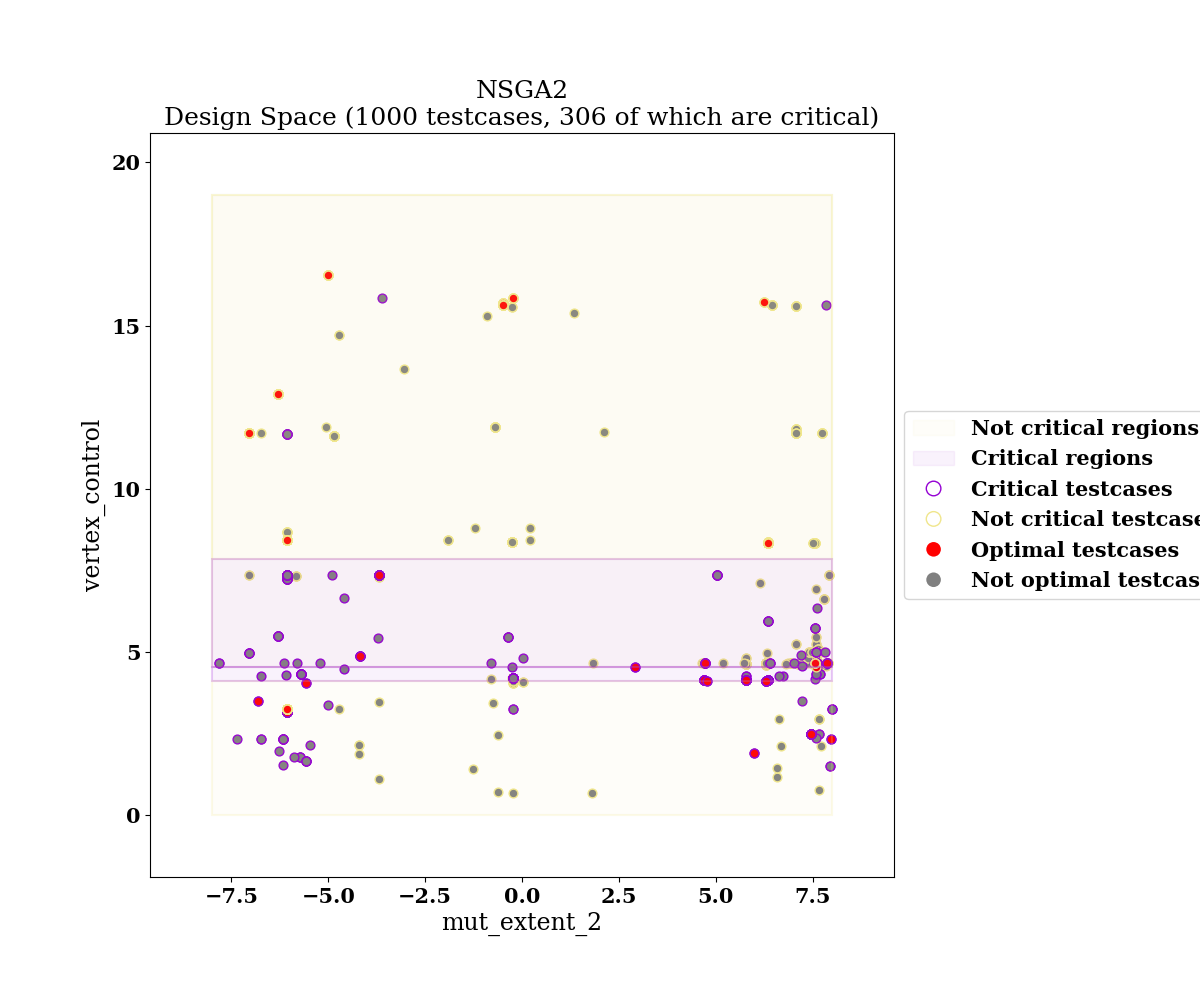 NSGA2
Design Space (1000 testcases, 306 of which are critical)
20
15
10
5
0
vertex_control
−7.5
−5.0
−2.5
0.0
2.5
5.0
7.5
mut_extent_2
Not critical regions
Critical regions
Critical testcases
Not critical testcase
Optimal testcases
Not optimal testcas